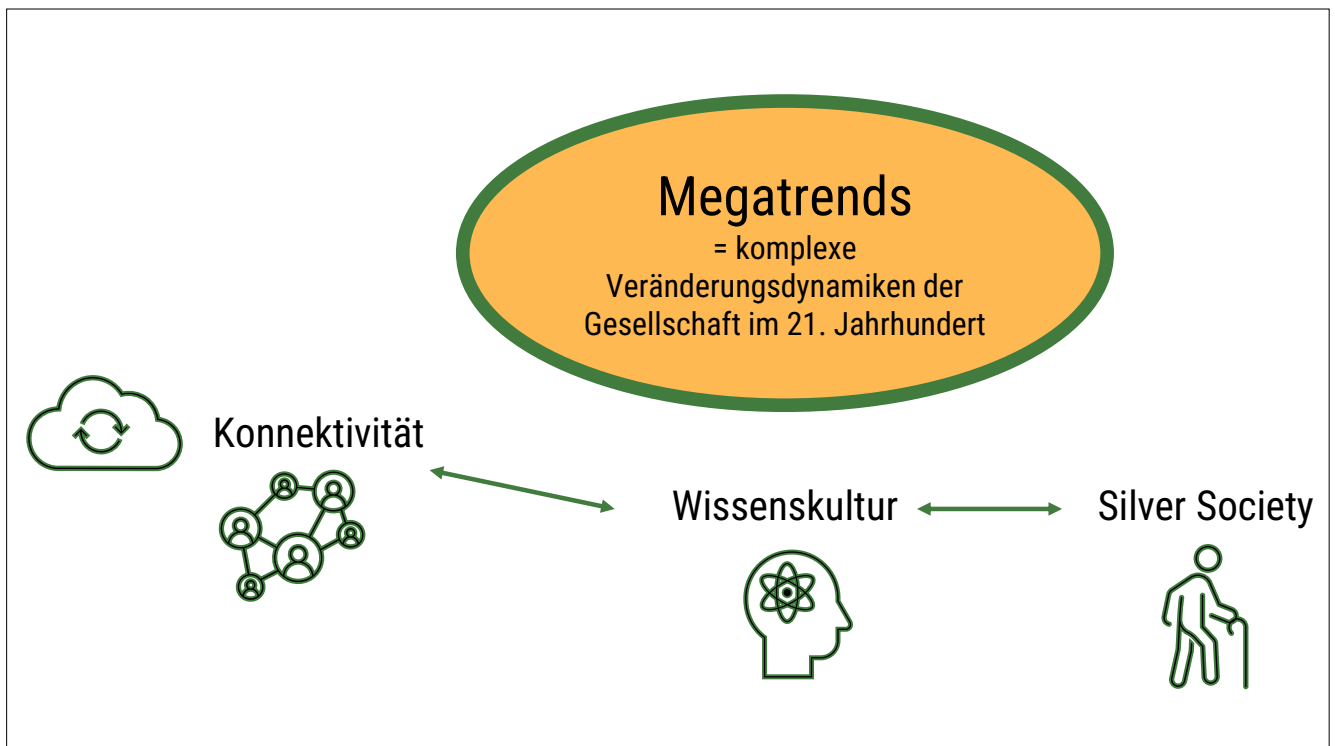 Megatrends
= komplexe
Veränderungsdynamiken der
Gesellschaft im 21. Jahrhundert
Konnektivität
Wissenskultur
Silver Society